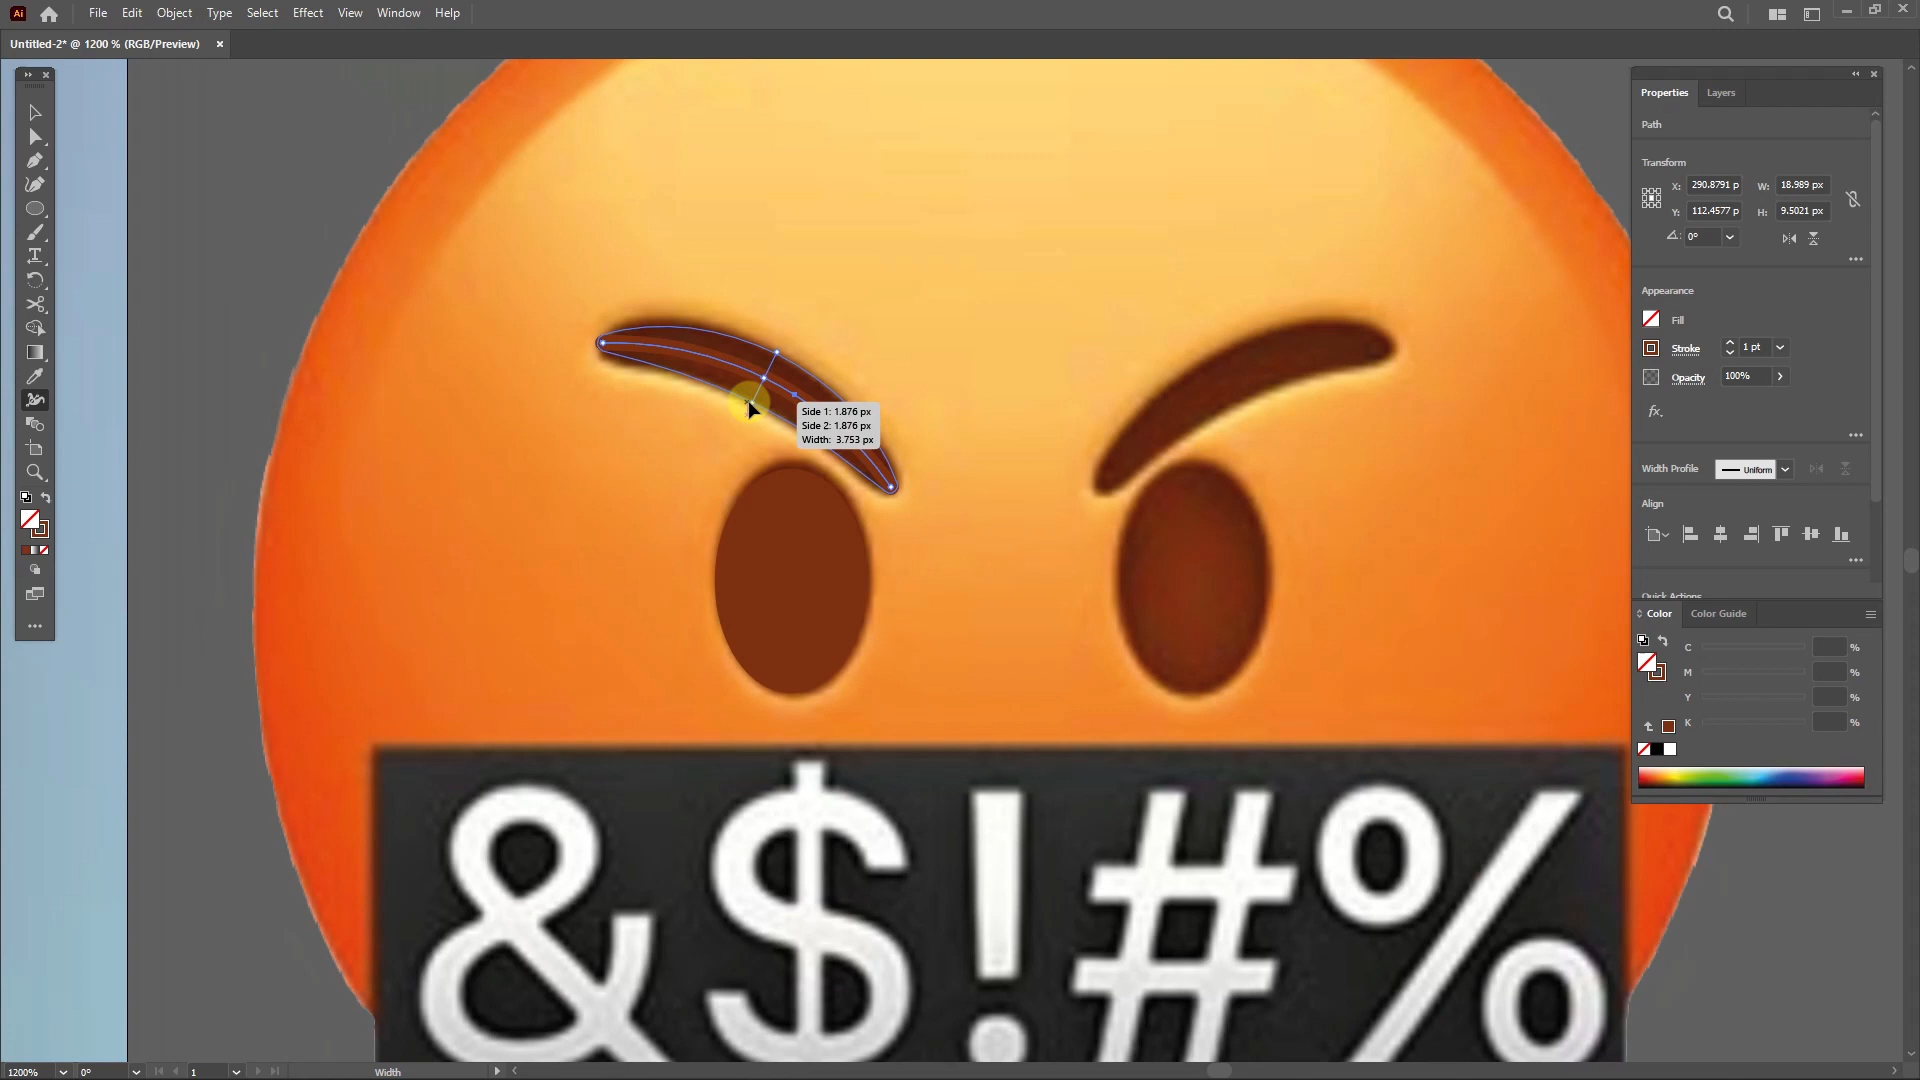 Ai File Edit Object Type Select Effect View Window Help
Untitled-2* @ 1200 % (RGB/Preview) ×
Properties Layers
Path
Transform
X: 290.8791 p W: 18.989 px
Y: 112.4577 p H: 9.5021 px
0°
Appearance
Fill
Stroke 1 pt
Opacity 100%
fx.
Width Profile Uniform
Align
Quick Actions
Color Color Guide
C %
M %
Y %
K %
Side 1: 1.876 px
Side 2: 1.876 px
Width: 3.753 px
&$!#%
1200% 0° 1 Width